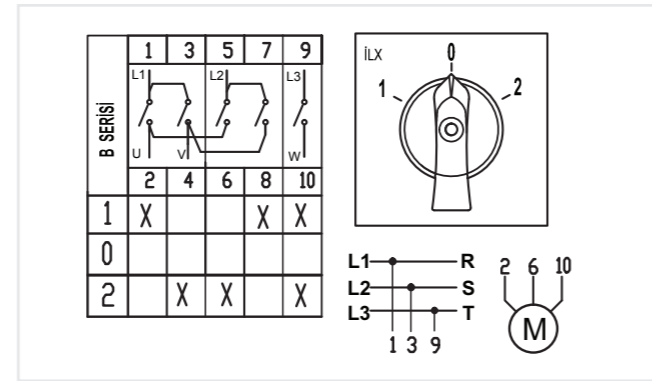 B SERİSİ
1 3 5 7 9
L1 L2 L3
U V W
2 4 6 8 10
1 X X X
0
2 X X X
İLX
0
1 2
L1 R
L2 S
L3 T
1 3 9
2 6 10
M